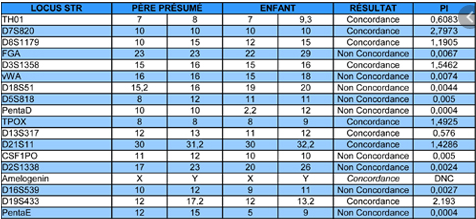 LOCUS STR PÈRE PRÉSUMÉ ENFANT RÉSULTAT PI
TH01 7 8 7 9,3 Concordance 0,6083
D7S820 10 10 10 10 Concordance 2,7973
D8S1179 10 15 12 15 Concordance 1,1905
FGA 23 23 22 29 Non Concordance 0,0067
D3S1358 15 16 15 16 Concordance 1,5462
vWA 16 16 15 18 Non Concordance 0,0074
D18S51 15,2 16 19 20 Non Concordance 0,0044
D5S818 8 12 11 11 Non Concordance 0,005
PentaD 10 10 2,2 12 Non Concordance 0,0004
TPOX 8 8 8 9 Concordance 1,4925
D13S317 12 13 11 12 Concordance 0,576
D21S11 30 31,2 30 32,2 Concordance 1,4286
CSF1PO 11 12 10 10 Non Concordance 0,005
D2S1338 17 23 20 26 Non Concordance 0,0024
Amelogenin X Y X Y Concordance DNC
D16S539 10 12 9 11 Non Concordance 0,0027
D19S433 12 17,2 12 13,2 Concordance 2,193
PentaE 12 15 5 9 Non Concordance 0,0004